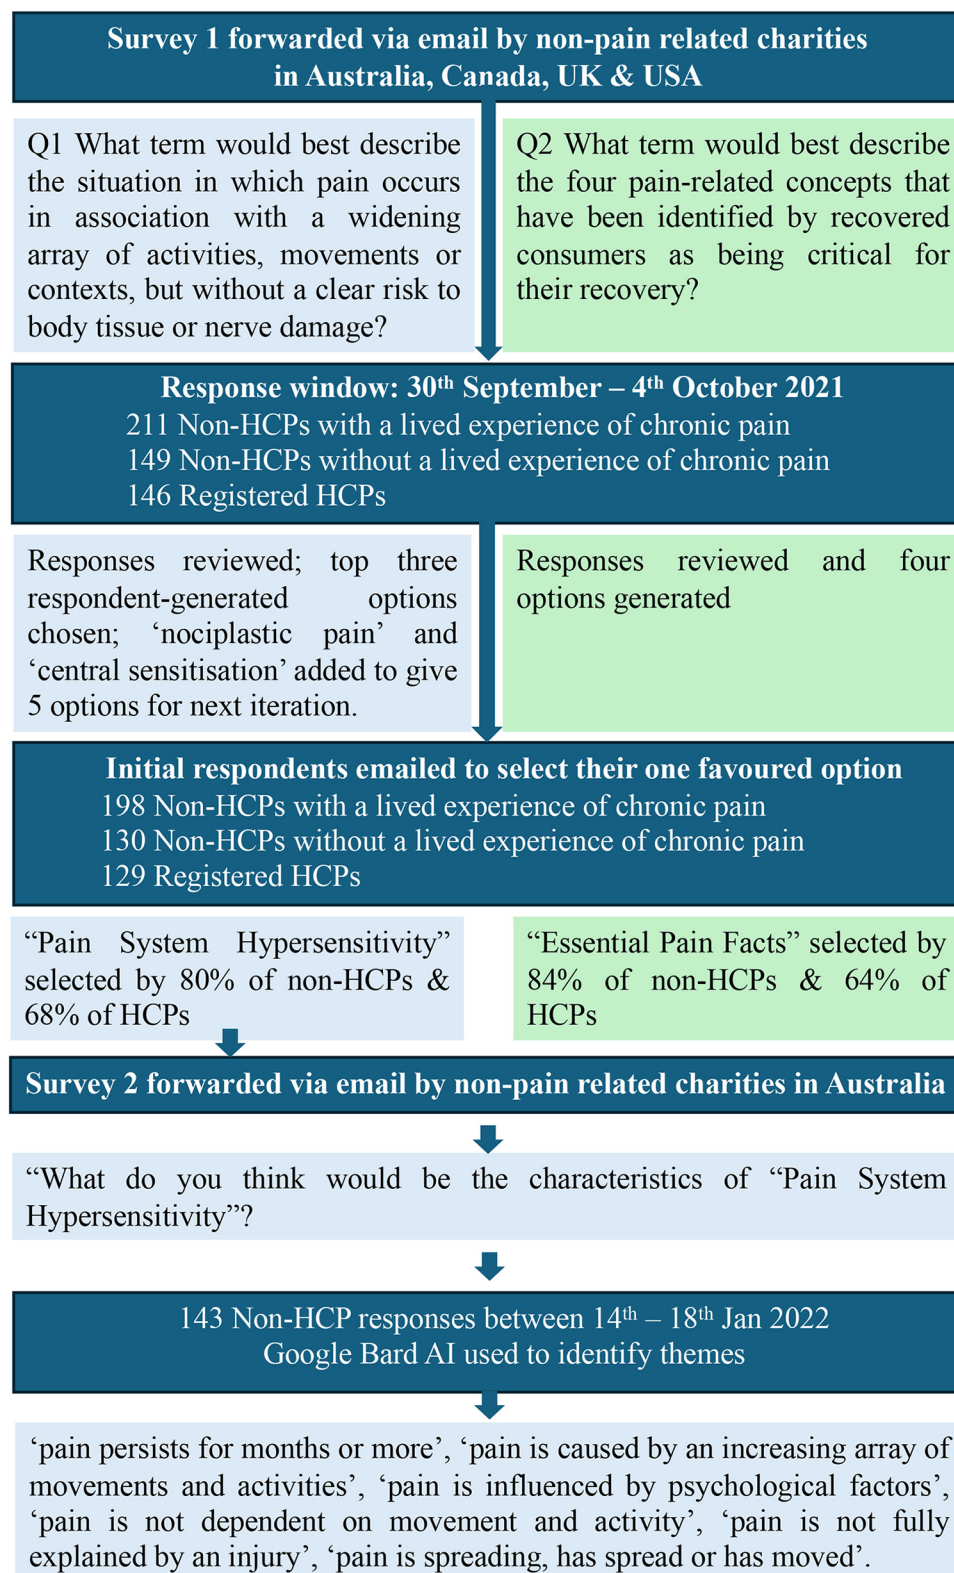 Survey 1 forwarded via email by non-pain related charities
in Australia, Canada, UK & USA
Q1 What term would best describe
the situation in which pain occurs
in association with a widening
array of activities, movements or
contexts, but without a clear risk to
body tissue or nerve damage?
Q2 What term would best describe
the four pain-related concepts that
have been identified by recovered
consumers as being critical for
their recovery?
Response window: 30th September – 4th October 2021
211 Non-HCPs with a lived experience of chronic pain
149 Non-HCPs without a lived experience of chronic pain
146 Registered HCPs
Responses reviewed; top three
respondent-generated options
chosen; ‘nociplastic pain’ and
‘central sensitisation’ added to give
5 options for next iteration.
Responses reviewed and four
options generated
Initial respondents emailed to select their one favoured option
198 Non-HCPs with a lived experience of chronic pain
130 Non-HCPs without a lived experience of chronic pain
129 Registered HCPs
“Pain System Hypersensitivity”
selected by 80% of non-HCPs &
68% of HCPs
“Essential Pain Facts” selected by
84% of non-HCPs & 64% of
HCPs
Survey 2 forwarded via email by non-pain related charities in Australia
“What do you think would be the characteristics of “Pain System
Hypersensitivity”?
143 Non-HCP responses between 14th – 18th Jan 2022
Google Bard AI used to identify themes
‘pain persists for months or more’, ‘pain is caused by an increasing array of
movements and activities’, ‘pain is influenced by psychological factors’,
‘pain is not dependent on movement and activity’, ‘pain is not fully
explained by an injury’, ‘pain is spreading, has spread or has moved’.